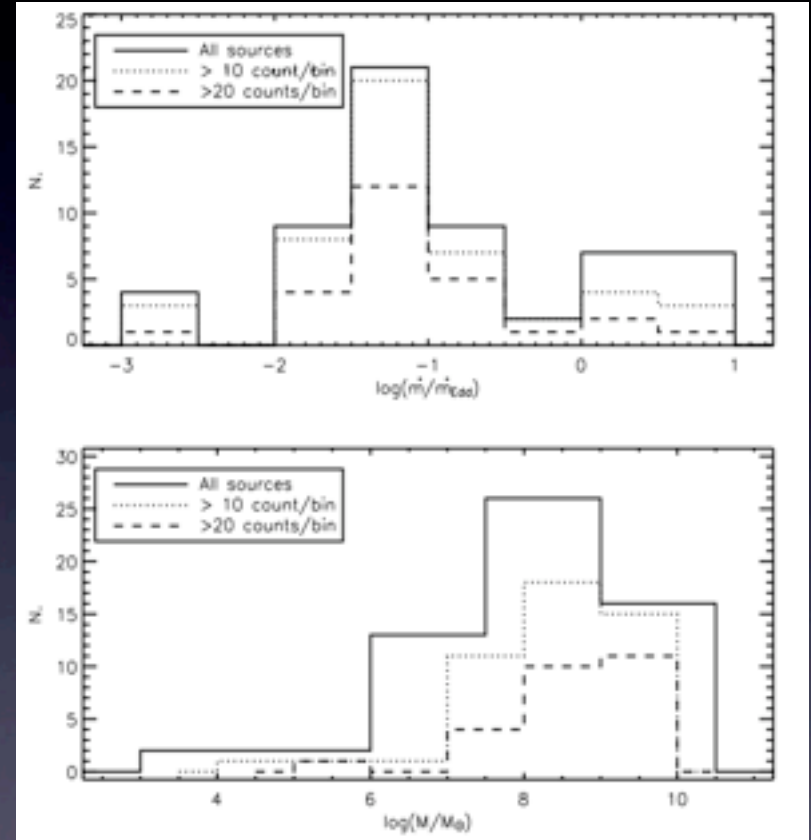 25
20
15
10
5
0
N.
All sources
> 10 count/bin
>20 counts/bin
-3 -2 -1 0 1
log(ṁ/ṁEdd)
30
25
20
15
10
5
0
N.
All sources
> 10 count/bin
>20 counts/bin
4 6 8 10
log(M/M⊙)